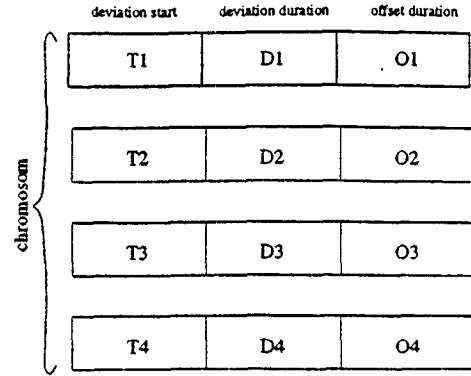 deviation start deviation duration offset duration
T1 D1 O1
T2 D2 O2
chromosom
T3 D3 O3
T4 D4 O4